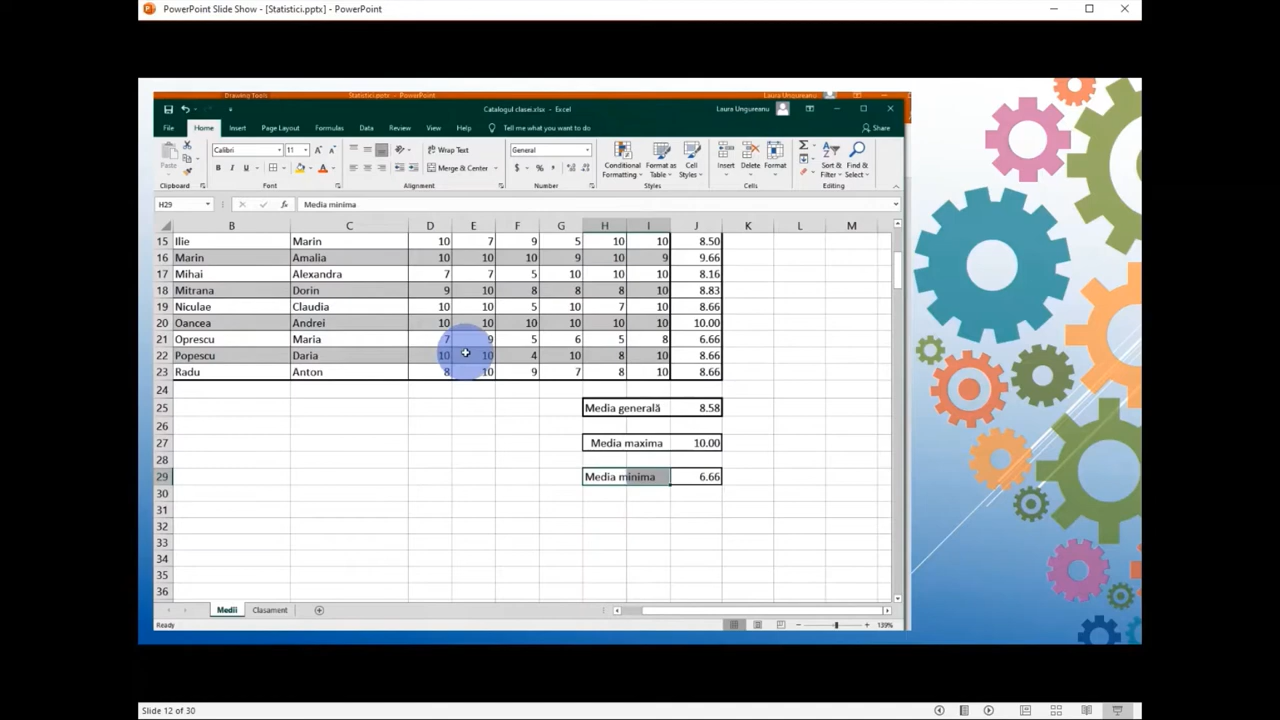 PowerPoint Slide Show - [Statistici.pptx] - PowerPoint
Drawing Tools Statistici.pptx - PowerPoint Laura Ungureanu
Catalogul clasei.xlsx - Excel Laura Ungureanu
File Home Insert Page Layout Formulas Data Review View Help Tell me what you want to do Share
Paste Calibri 11 A A Wrap Text General Conditional Format as Cell Insert Delete Format Sort & Find &
B I U A Merge & Center $ % Formatting Table Styles Filter Select
Clipboard Font Alignment Number Styles Cells Editing
H29 fx Media minima
B C D E F G H I J K L M
15 Ilie Marin 10 7 9 5 10 10 8.50
16 Marin Amalia 10 10 10 9 10 9 9.66
17 Mihai Alexandra 7 7 5 10 10 10 8.16
18 Mitrana Dorin 9 10 8 8 8 10 8.83
19 Niculae Claudia 10 10 5 10 7 10 8.66
20 Oancea Andrei 10 10 10 10 10 10 10.00
21 Oprescu Maria 7 9 5 6 5 8 6.66
22 Popescu Daria 10 10 4 10 8 10 8.66
23 Radu Anton 8 10 9 7 8 10 8.66
24
25 Media generală 8.58
26
27 Media maxima 10.00
28
29 Media minima 6.66
30
31
32
33
34
35
36
Medii Clasament
Ready 139%
Slide 12 of 30